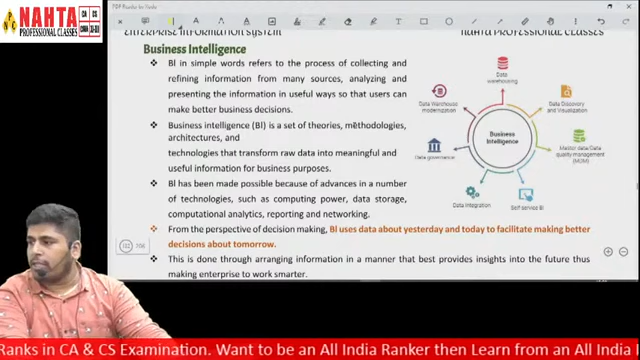 NAHTA
PROFESSIONAL CLASSES
CA
CS
CMA
XI-XII
PDF Ranks in CA
ENTERPRISE INFORMATION SYSTEM
NAHTA PROFESSIONAL CLASSES
Business Intelligence
BI in simple words refers to the process of collecting and
refining information from many sources, analyzing and
presenting the information in useful ways so that users can
make better business decisions.
Business intelligence (BI) is a set of theories, methodologies,
architectures, and
technologies that transform raw data into meaningful and
useful information for business purposes.
BI has been made possible because of advances in a number
of technologies, such as computing power, data storage,
computational analytics, reporting and networking.
From the perspective of decision making, BI uses data about yesterday and today to facilitate making better
decisions about tomorrow.
This is done through arranging information in a manner that best provides insights into the future thus
making enterprise to work smarter.
Data
warehousing
Data Warehouse
modernization
Data Discovery
and Visualization
Business
Intelligence
Data governance
Master data/Data
quality management
(MDM)
Data Integration
Self service BI
Ranks in CA & CS Examination. Want to be an All India Ranker then Learn from an All India